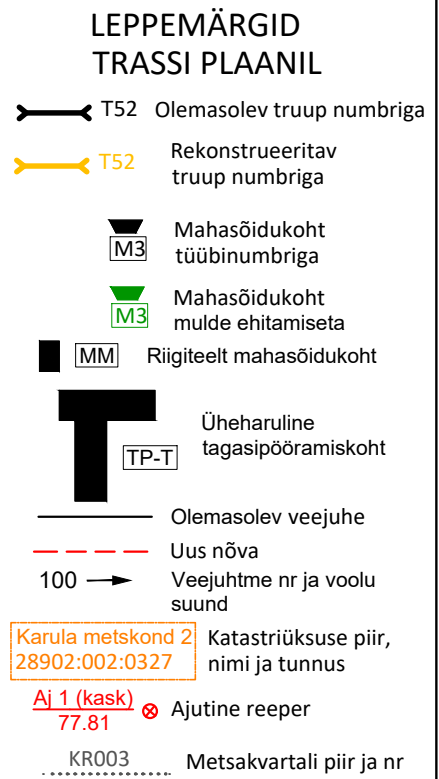 LEPPEMÄRGID
TRASSI PLAANIL
T52 Olemasolev truup numbriga
T52 Rekonstrueeritav
truup numbriga
M3 Mahasõidukoht
tüübinumbriga
M3 Mahasõidukoht
mulde ehitamiseta
MM Riigiteelt mahasõidukoht
TP-T Üheharuline
tagasipööramiskoht
Olemasolev veejuhe
Uus nõva
100 Veejuhtme nr ja voolu
suund
Karula metskond 2 Katastriüksuse piir,
28902:002:0327 nimi ja tunnus
Aj 1 (kask)
77.81 Ajutine reeper
KR003 Metsakvartali piir ja nr